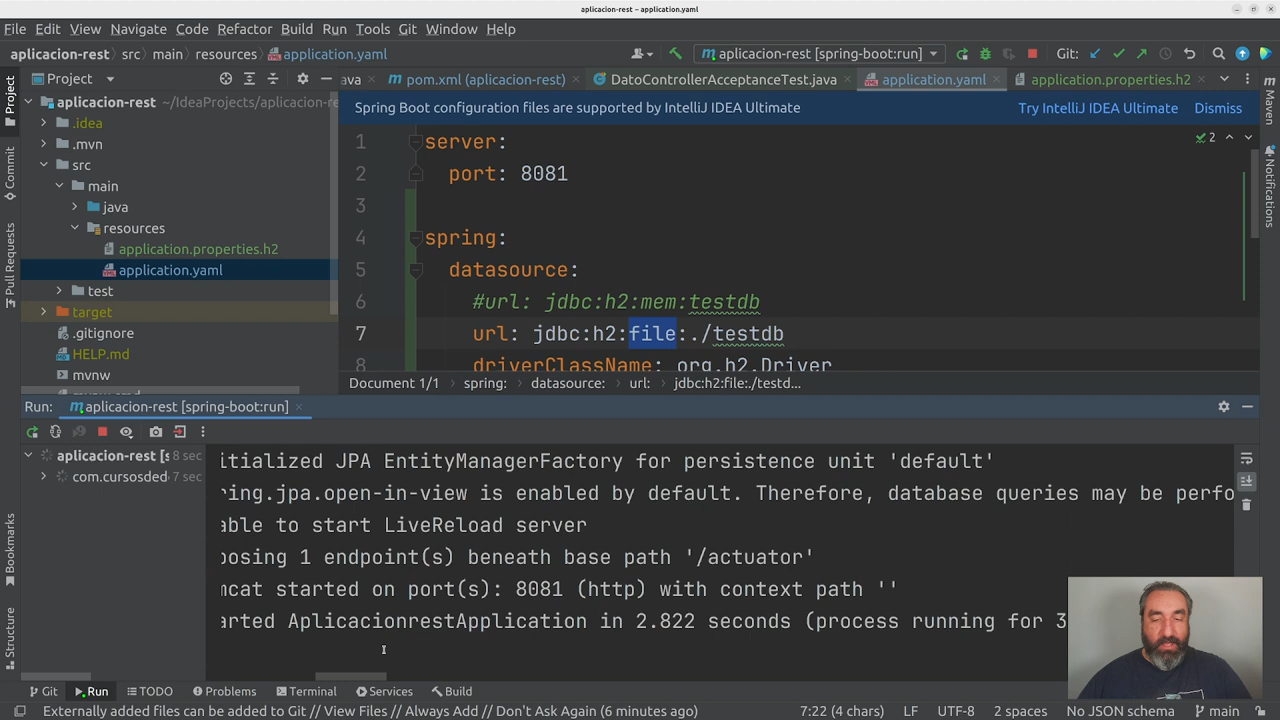 aplicacion-rest – application.yaml
File Edit View Navigate Code Refactor Build Run Tools Git Window Help
aplicacion-rest src main resources application.yaml aplicacion-rest [spring-boot:run] Git:
Project ava pom.xml (aplicacion-rest) DatoControllerAcceptanceTest.java application.yaml application.properties.h2
aplicacion-rest ~/IdeaProjects/aplicacion-re
.idea
.mvn
src
main
java
resources
application.properties.h2
application.yaml
test
target
.gitignore
HELP.md
mvnw
Spring Boot configuration files are supported by IntelliJ IDEA Ultimate Try IntelliJ IDEA Ultimate Dismiss
1 server:
2 port: 8081
3
4 spring:
5 datasource:
6 #url: jdbc:h2:mem:testdb
7 url: jdbc:h2:file:./testdb
8 driverClassName: org.h2.Driver
2
Document 1/1 spring: datasource: url: jdbc:h2:file:./testd...
Project
Commit
Pull Requests
Bookmarks
Structure
Maven
Notifications
Run: aplicacion-rest [spring-boot:run]
aplicacion-rest [s 8 sec
com.cursosded 7 sec
itialized JPA EntityManagerFactory for persistence unit 'default'
ring.jpa.open-in-view is enabled by default. Therefore, database queries may be perfo
able to start LiveReload server
posing 1 endpoint(s) beneath base path '/actuator'
mcat started on port(s): 8081 (http) with context path ''
arted AplicacionrestApplication in 2.822 seconds (process running for 3
Git Run TODO Problems Terminal Services Build
Externally added files can be added to Git // View Files // Always Add // Don't Ask Again (6 minutes ago) 7:22 (4 chars) LF UTF-8 2 spaces No JSON schema main